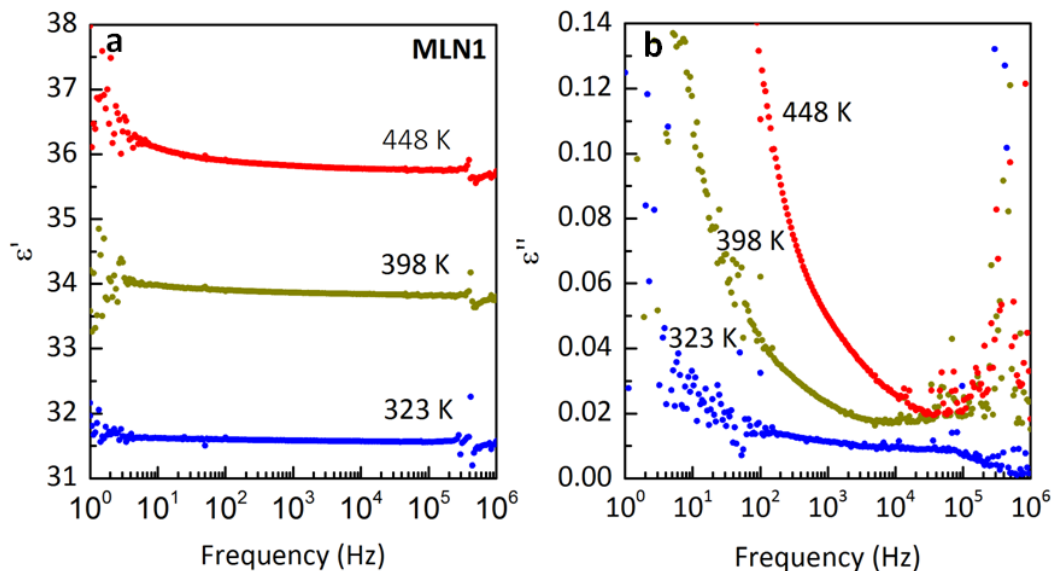 a
MLN1
448 K
398 K
323 K
38
37
36
35
34
33
32
31
ε'
10⁰ 10¹ 10² 10³ 10⁴ 10⁵ 10⁶
Frequency (Hz)
b
448 K
398 K
323 K
0.14
0.12
0.10
0.08
0.06
0.04
0.02
0.00
ε''
10⁰ 10¹ 10² 10³ 10⁴ 10⁵ 10⁶
Frequency (Hz)